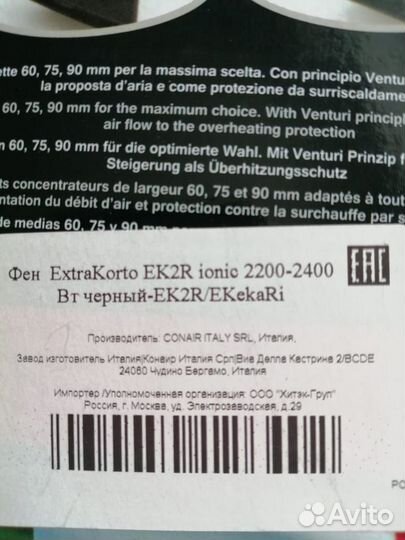 ette 60, 75, 90 mm per la massima scelta. Con principio Ventu
la proposta d'aria e come protezione da surriscaldame
60, 75, 90 mm for the maximum choice. With Venturi principl
air flow to the overheating protection
n 60, 75, 90 mm für die optimierte Wahl. Mit Venturi Prinzip f
Steigerung als Überhitzungsschutz
ts concentrateurs de largeur 60, 75 et 90 mm adaptés à tout
ntation du débit d'air et protection contre la surchauffe par s
de medias 60, 75 y 90 mm
Фен ExtraKorto EK2R ionic 2200-2400
Вт черный-EK2R/EKekaRi
EAC
Производитель: CONAIR ITALY SRL, Италия.
Завод изготовитель Италия|Конаир Италия Срл|Виа Делла Кастрина 2/BCDE
24060 Чудино Бергамо, Италия
Импортер /Уполномоченная организация: ООО "Хитэк-Груп"
Россия, г. Москва, уд. Электрозаводская, д.29
РО
Avito